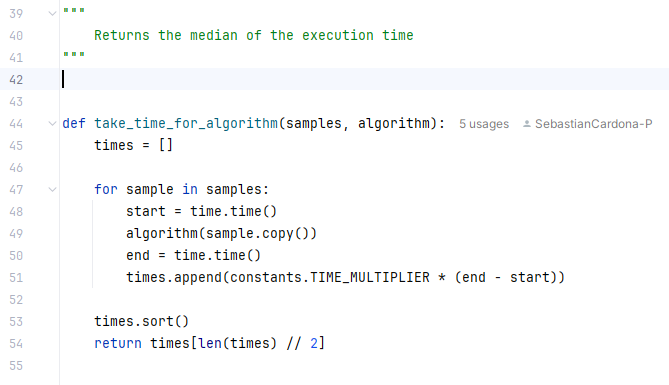 39 """
40     Returns the median of the execution time
41 """
42
43
44 def take_time_for_algorithm(samples, algorithm): 5 usages SebastianCardona-P
45     times = []
46
47     for sample in samples:
48         start = time.time()
49         algorithm(sample.copy())
50         end = time.time()
51         times.append(constants.TIME_MULTIPLIER * (end - start))
52
53     times.sort()
54     return times[len(times) // 2]
55